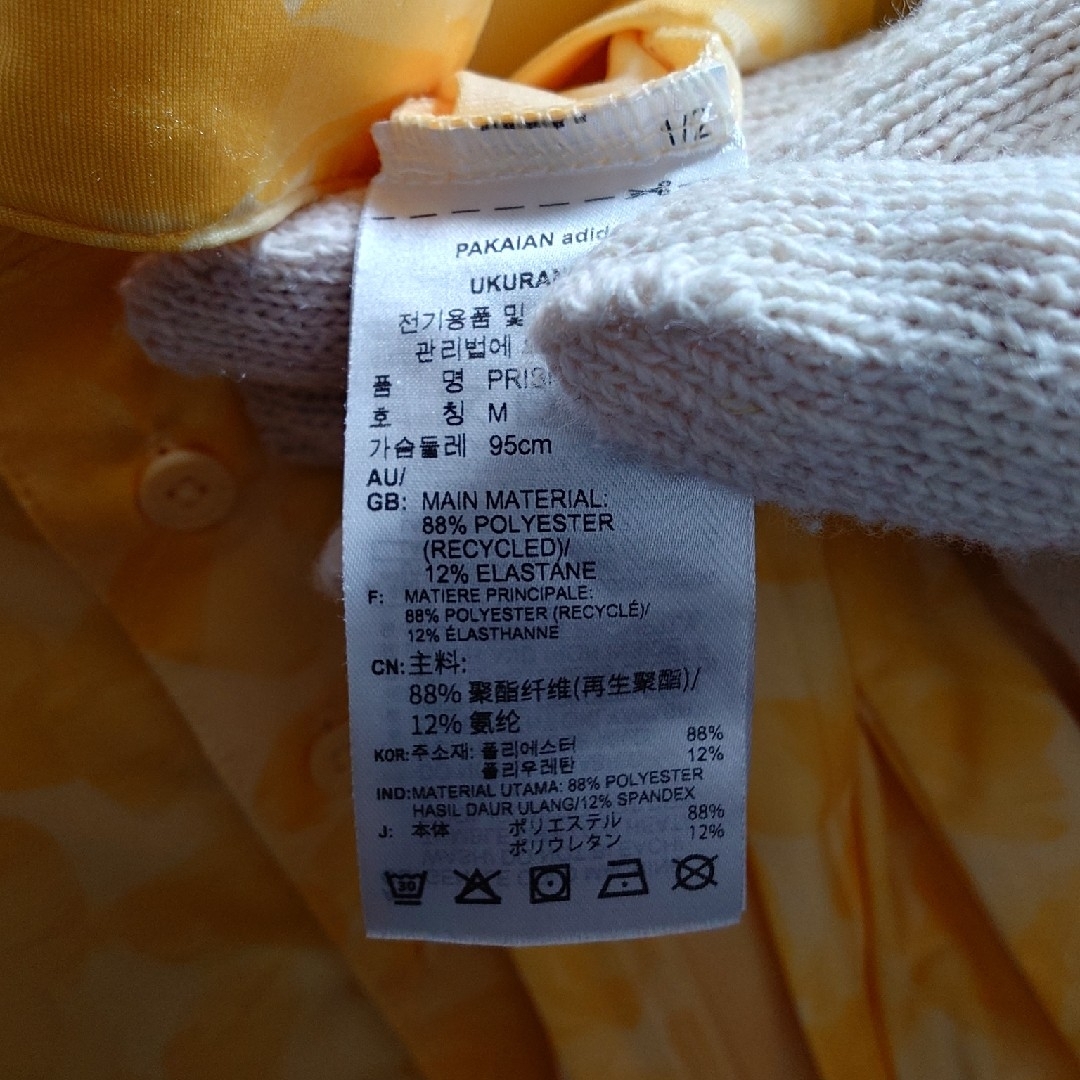 1/2
PAKAIAN
UKURAN
전기용품 및
관리법에
품 명
호 칭 M
가슴둘레 95cm
AU/
GB: MAIN MATERIAL:
88% POLYESTER
(RECYCLED)/
12% ELASTANE
F: MATIERE PRINCIPALE:
88% POLYESTER (RECYCLÉ)/
12% ÉLASTHANNE
CN: 主料:
88% 聚酯纤维(再生聚酯)/
12% 氨纶
KOR: 주소재: 폴리에스터 88%
폴리우레탄 12%
IND: MATERIAL UTAMA: 88% POLYESTER
HASIL DAUR ULANG/12% SPANDEX
J: 本体 ポリエステル 88%
ポリウレタン 12%
30